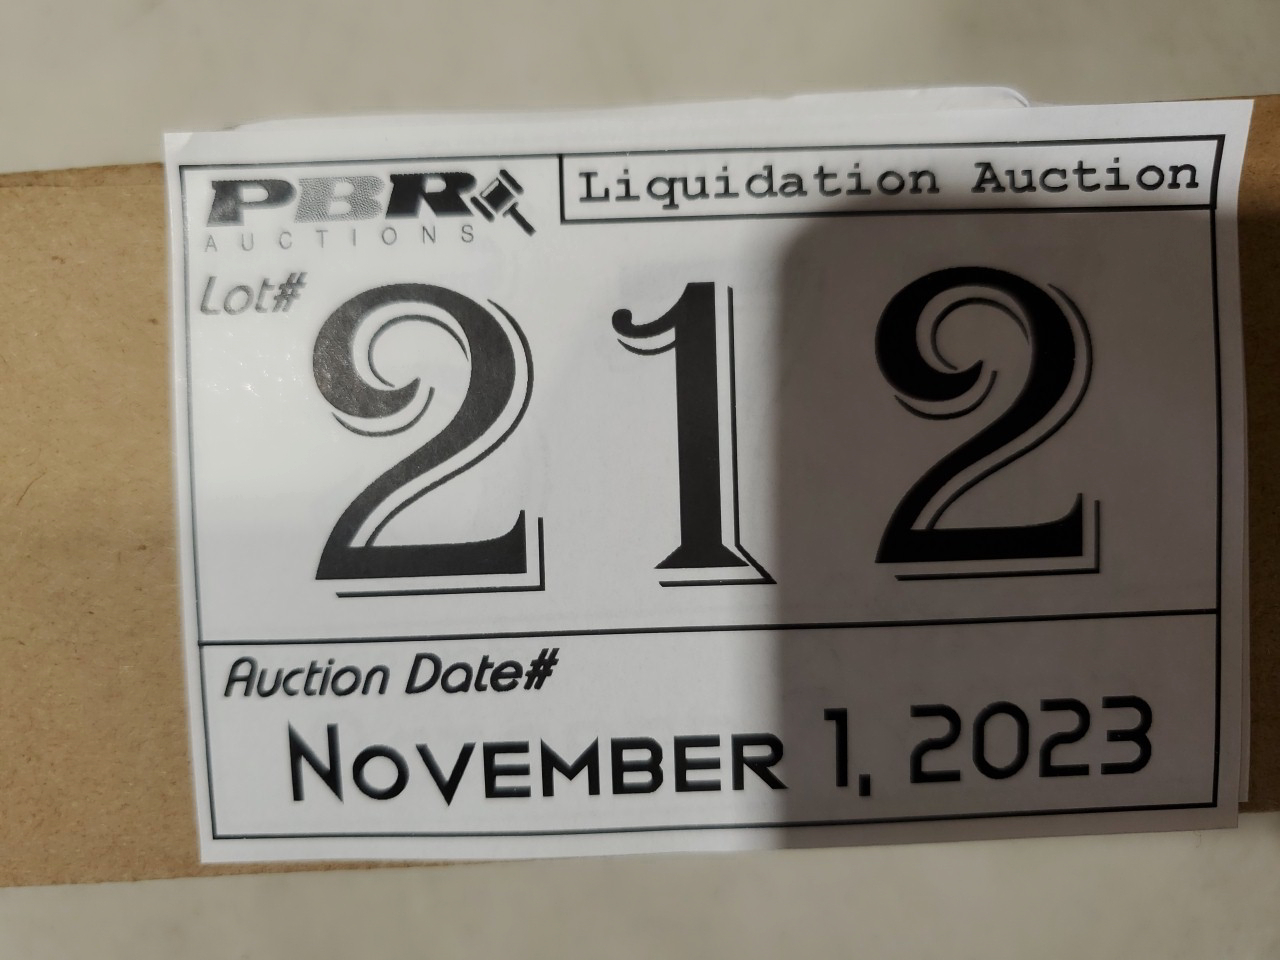 PBR
AUCTIONS
Liquidation Auction
Lot#
212
Auction Date#
NOVEMBER 1, 2023